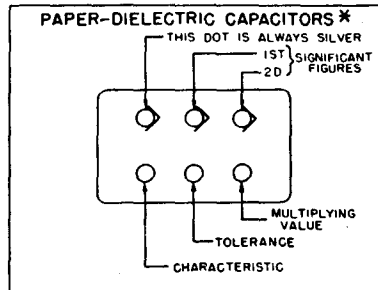 PAPER-DIELECTRIC CAPACITORS*
THIS DOT IS ALWAYS SILVER
1ST
2D
SIGNIFICANT
FIGURES
MULTIPLYING
VALUE
TOLERANCE
CHARACTERISTIC